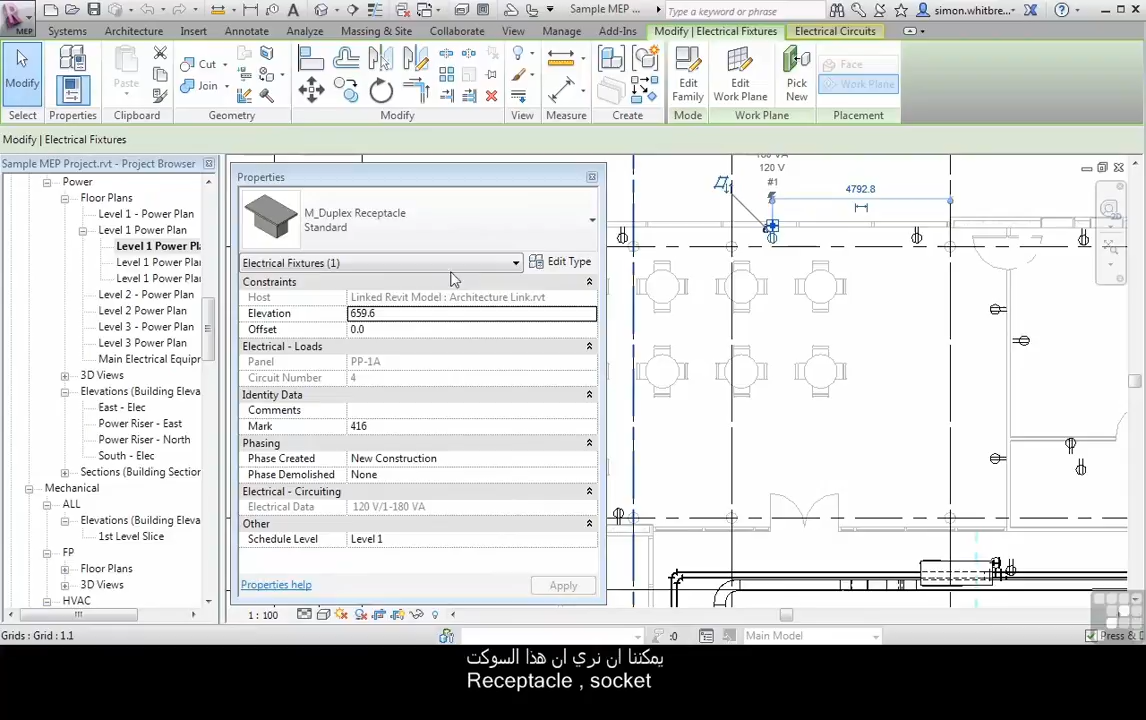 Sample MEP ...
Type a keyword or phrase
simon.whitbre...
MEP
Systems
Architecture
Insert
Annotate
Analyze
Massing & Site
Collaborate
View
Manage
Add-Ins
Modify | Electrical Fixtures
Electrical Circuits
Modify
Paste
Cut
Join
Edit Family
Edit Work Plane
Pick New
Face
Work Plane
Select
Properties
Clipboard
Geometry
Modify
View
Measure
Create
Mode
Work Plane
Placement
Modify | Electrical Fixtures
Sample MEP Project.rvt - Project Browser
Power
Floor Plans
Level 1 - Power Plan
Level 1 Power Plan
Level 1 Power Pla
Level 1 Power Pla
Level 1 Power Pla
Level 2 - Power Plan
Level 2 Power Plan
Level 3 - Power Plan
Level 3 Power Plan
Main Electrical Equip
3D Views
Elevations (Building Eleva
East - Elec
Power Riser - East
Power Riser - North
South - Elec
Sections (Building Section
Mechanical
ALL
Elevations (Building Eleva
1st Level Slice
FP
Floor Plans
3D Views
HVAC
Properties
M_Duplex Receptacle
Standard
Electrical Fixtures (1)
Edit Type
Constraints
Host Linked Revit Model : Architecture Link.rvt
Elevation 659.6
Offset 0.0
Electrical - Loads
Panel PP-1A
Circuit Number 4
Identity Data
Comments
Mark 416
Phasing
Phase Created New Construction
Phase Demolished None
Electrical - Circuiting
Electrical Data 120 V/1-180 VA
Other
Schedule Level Level 1
Properties help
Apply
180 VA
120 V
#1
4792.8
1 : 100
Grids : Grid : 1.1
:0
Main Model
Press &
يمكننا ان نري ان هذا السوكت
Receptacle , socket